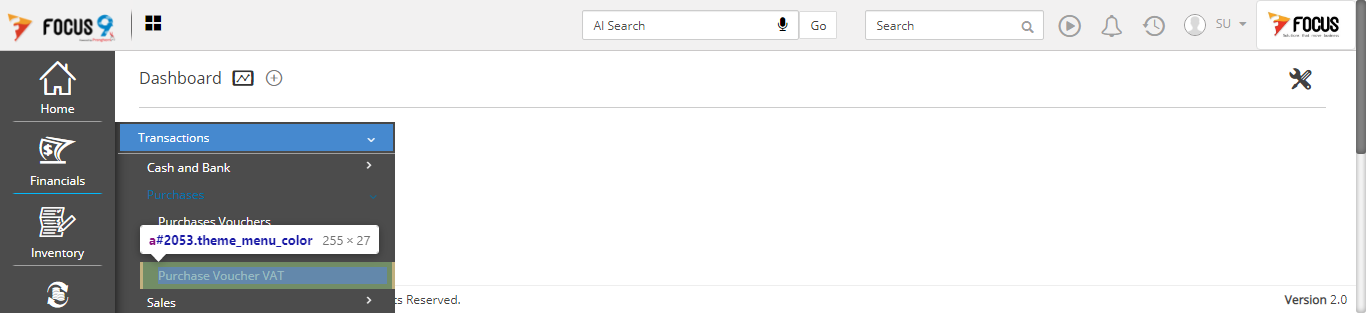 FOCUS 9
AI Search
Go
Search
SU
FOCUS
Home
Dashboard
Transactions
Financials
Cash and Bank
Purchases
Purchases Vouchers
Inventory
a#2053.theme_menu_color 255 × 27
Purchase Voucher VAT
Sales
ts Reserved.
Version 2.0